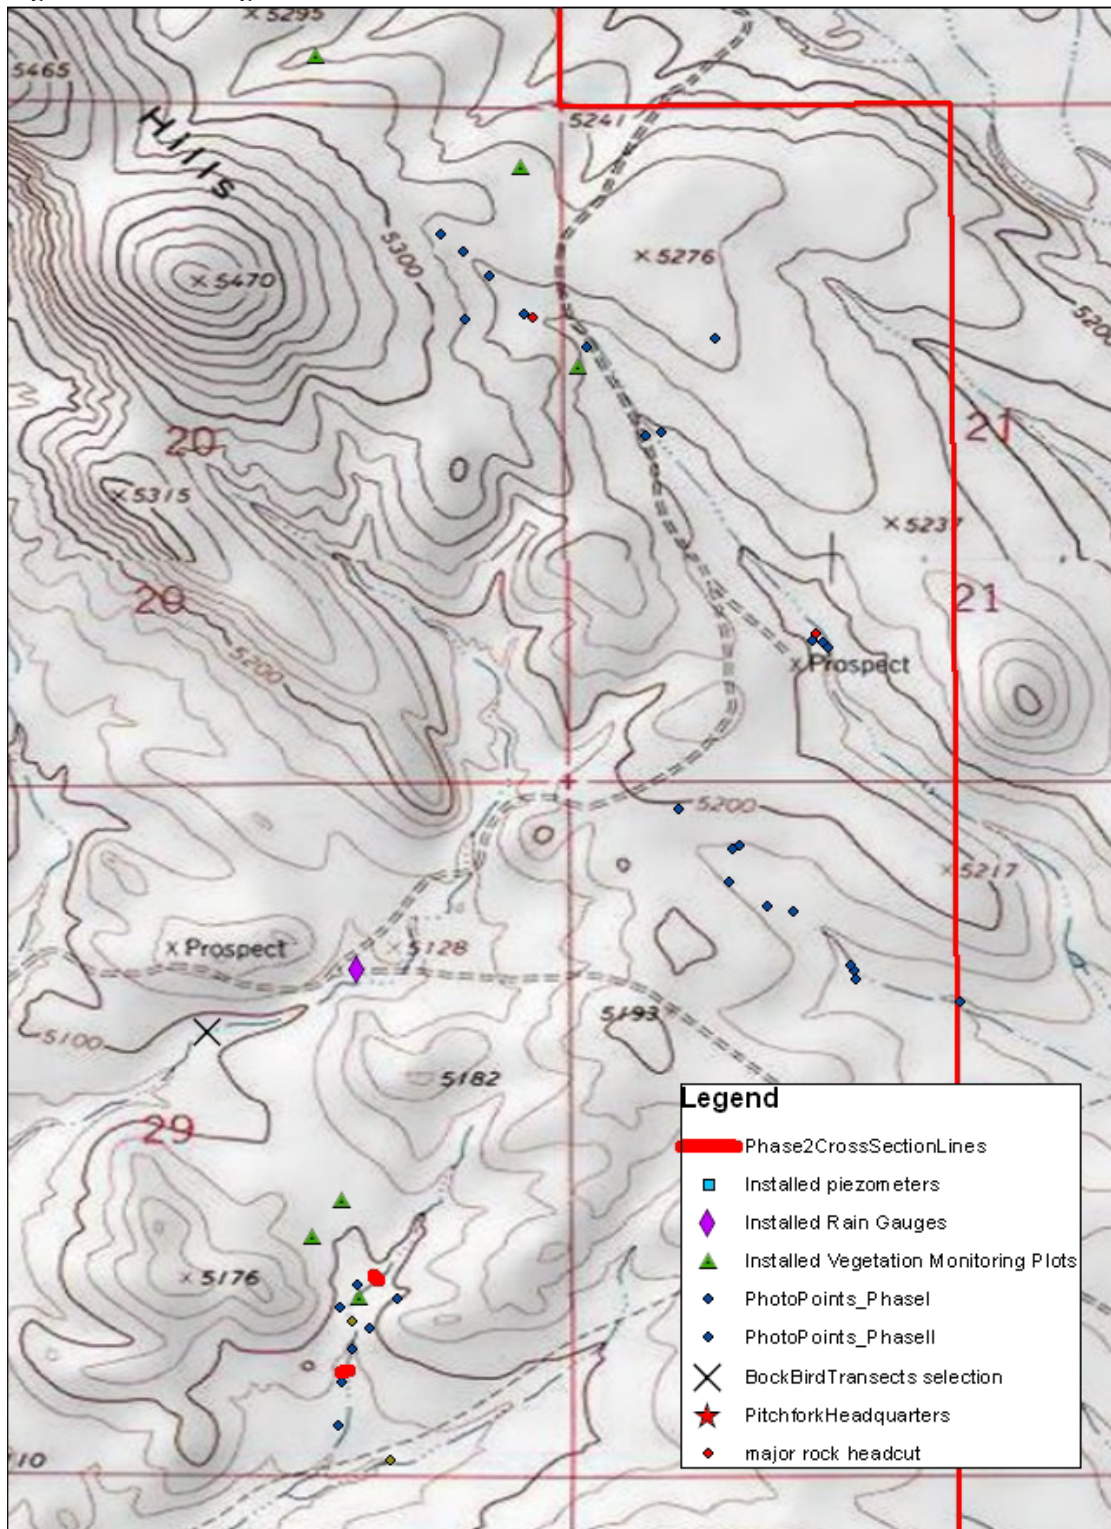 ×5295
5465
Hills
5241
×5276
5300
×5470
5200
20
21
×5315
×5237
20
21
5200
×Prospect
5200
×5217
×Prospect
×5128
5193
5100
5182
29
Legend
Phase2CrossSectionLines
Installed piezometers
Installed Rain Gauges
Installed Vegetation Monitoring Plots
PhotoPoints_PhaseI
PhotoPoints_PhaseII
BockBirdTransects selection
PitchforkHeadquarters
major rock headcut
×5176
10